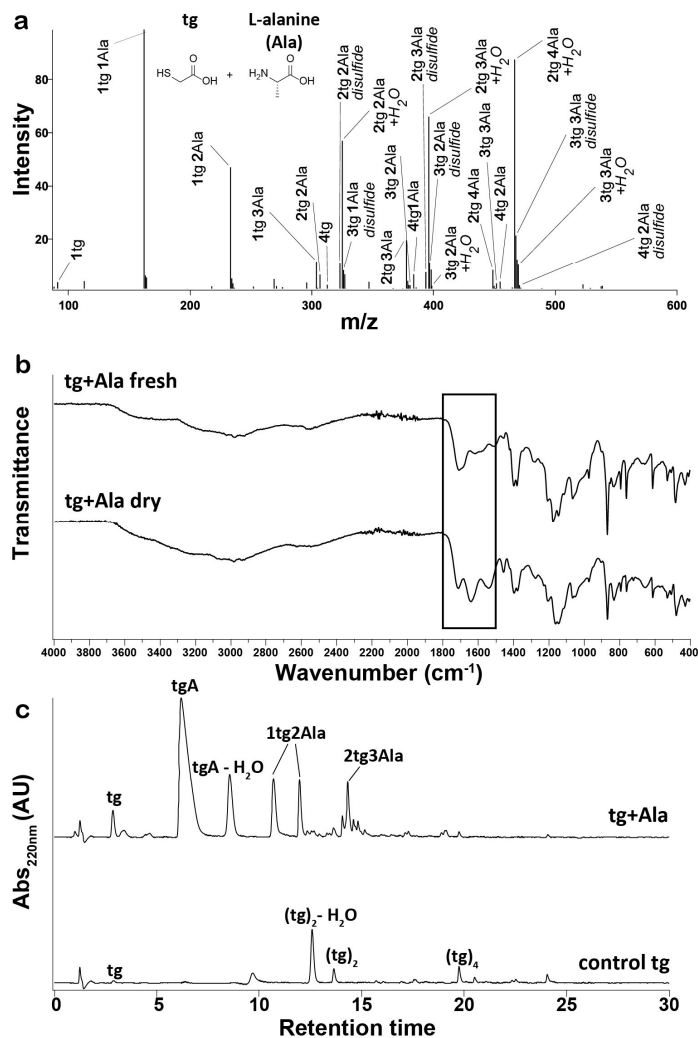 a
tg
L-alanine
(Ala)
HS
O
OH
+
H₂N
O
OH
Intensity
80
60
40
20
1tg
1tg 1Ala
1tg 2Ala
1tg 3Ala
2tg 2Ala
4tg
2tg 2Ala
disulfide
2tg 2Ala
+H₂O
3tg 1Ala
disulfide
2tg 3Ala
3tg 2Ala
4tg1Ala
2tg 3Ala
disulfide
2tg 3Ala
+H₂O
3tg 2Ala
disulfide
3tg 2Ala
+H₂O
2tg 4Ala
3tg 3Ala
4tg 2Ala
2tg 4Ala
+H₂O
3tg 3Ala
disulfide
3tg 3Ala
+H₂O
4tg 2Ala
disulfide
100 200 300 400 500 600
m/z
b
tg+Ala fresh
tg+Ala dry
Transmittance
4000 3800 3600 3400 3200 3000 2800 2600 2400 2200 2000 1800 1600 1400 1200 1000 800 600 400
Wavenumber (cm⁻¹)
c
tg
tgA
tgA - H₂O
1tg2Ala
2tg3Ala
tg+Ala
Abs₂₂₀ₙₘ (AU)
tg
(tg)₂- H₂O
(tg)₂
(tg)₄
control tg
0 5 10 15 20 25 30
Retention time